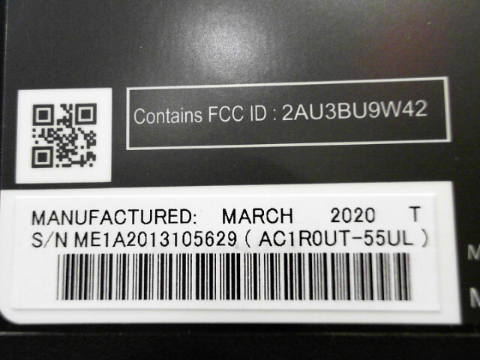 Contains FCC ID : 2AU3BU9W42
MANUFACTURED: MARCH 2020 T
S/N ME1A2013105629 ( AC1R0UT-55UL )